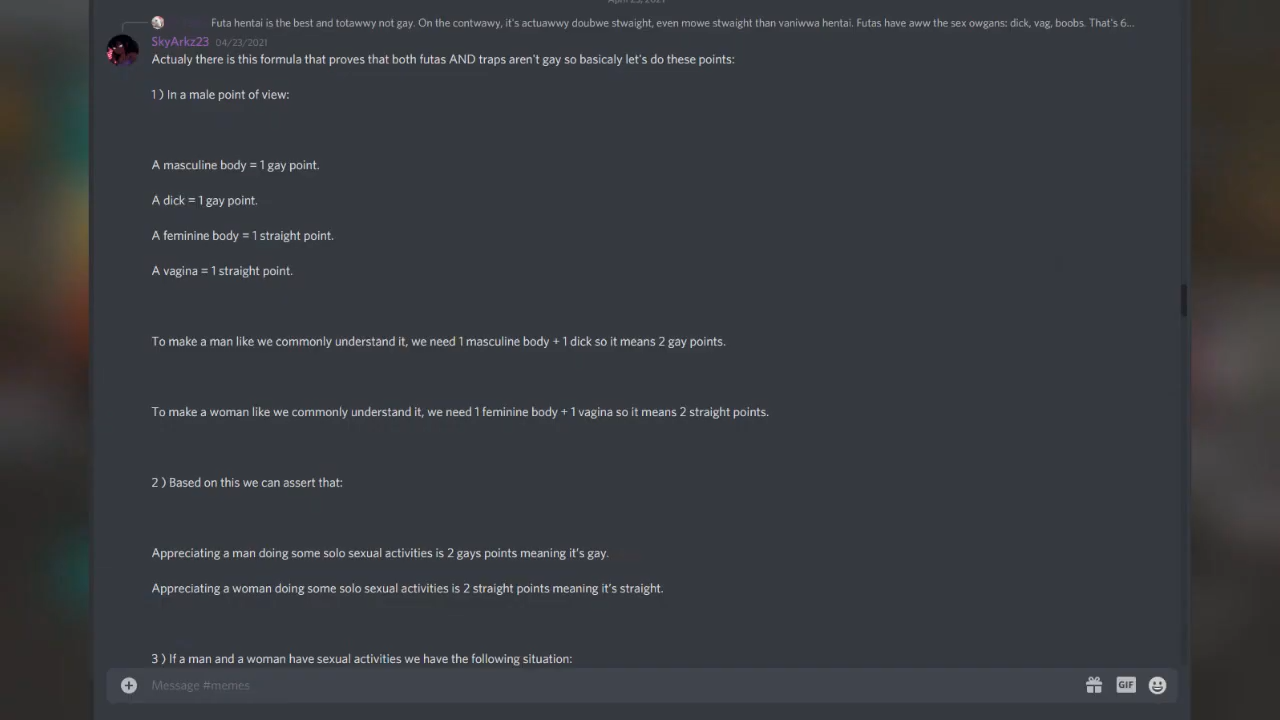 April 23, 2021
Futa hentai is the best and totawwy not gay. On the contwawy, it's actuawwy doubwe stwaight, even mowe stwaight than vaniwwa hentai. Futas have aww the sex owgans: dick, vag, boobs. That's 6...
SkyArkz23 04/23/2021
Actualy there is this formula that proves that both futas AND traps aren't gay so basicaly let's do these points:
1 ) In a male point of view:
A masculine body = 1 gay point.
A dick = 1 gay point.
A feminine body = 1 straight point.
A vagina = 1 straight point.
To make a man like we commonly understand it, we need 1 masculine body + 1 dick so it means 2 gay points.
To make a woman like we commonly understand it, we need 1 feminine body + 1 vagina so it means 2 straight points.
2 ) Based on this we can assert that:
Appreciating a man doing some solo sexual activities is 2 gays points meaning it's gay.
Appreciating a woman doing some solo sexual activities is 2 straight points meaning it's straight.
3 ) If a man and a woman have sexual activities we have the following situation:
Message #memes
GIF